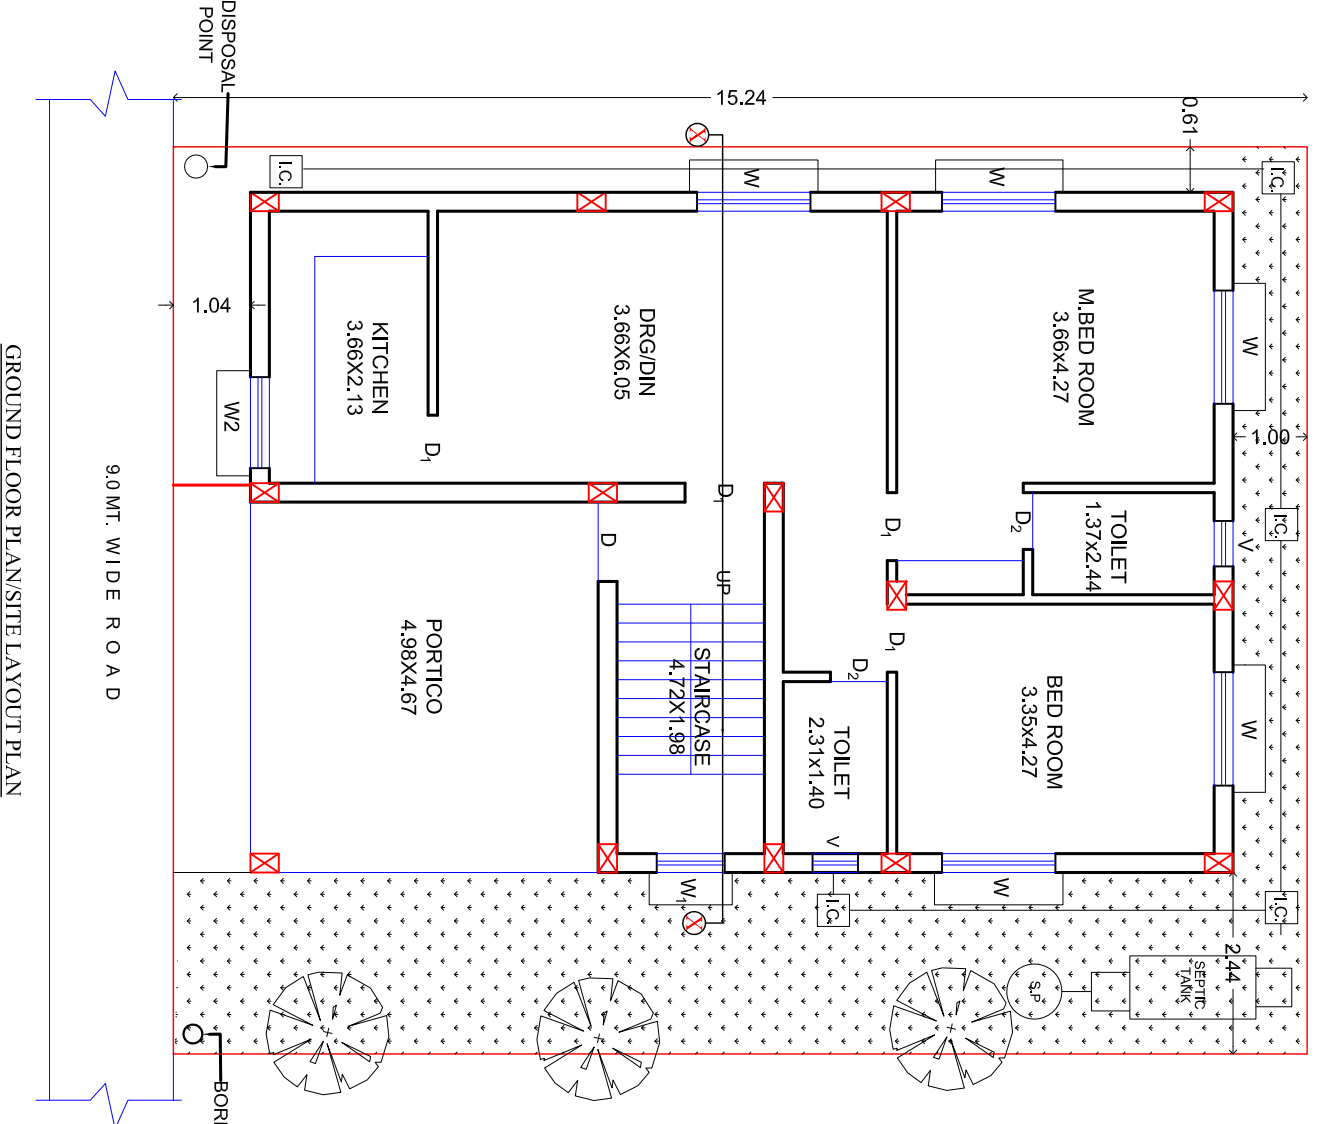 DISPOSAL
POINT
15.24
0.61
I.C.
W
W
I.C.
1.04
KITCHEN
3.66X2.13
DRG/DIN
3.66X6.05
M.BED ROOM
3.66x4.27
W
1.00
W2
D1
D1
D1
D2
TOILET
1.37x2.44
V
I.C.
D
UP
PORTICO
4.98X4.67
STAIRCASE
4.72X1.98
D1
D2
TOILET
2.31x1.40
V
BED ROOM
3.35x4.27
W
W1
I.C.
W
I.C.
2.44
S.P
SEPTIC
TANK
9.0 MT. WIDE R O A D
GROUND FLOOR PLAN/SITE LAYOUT PLAN